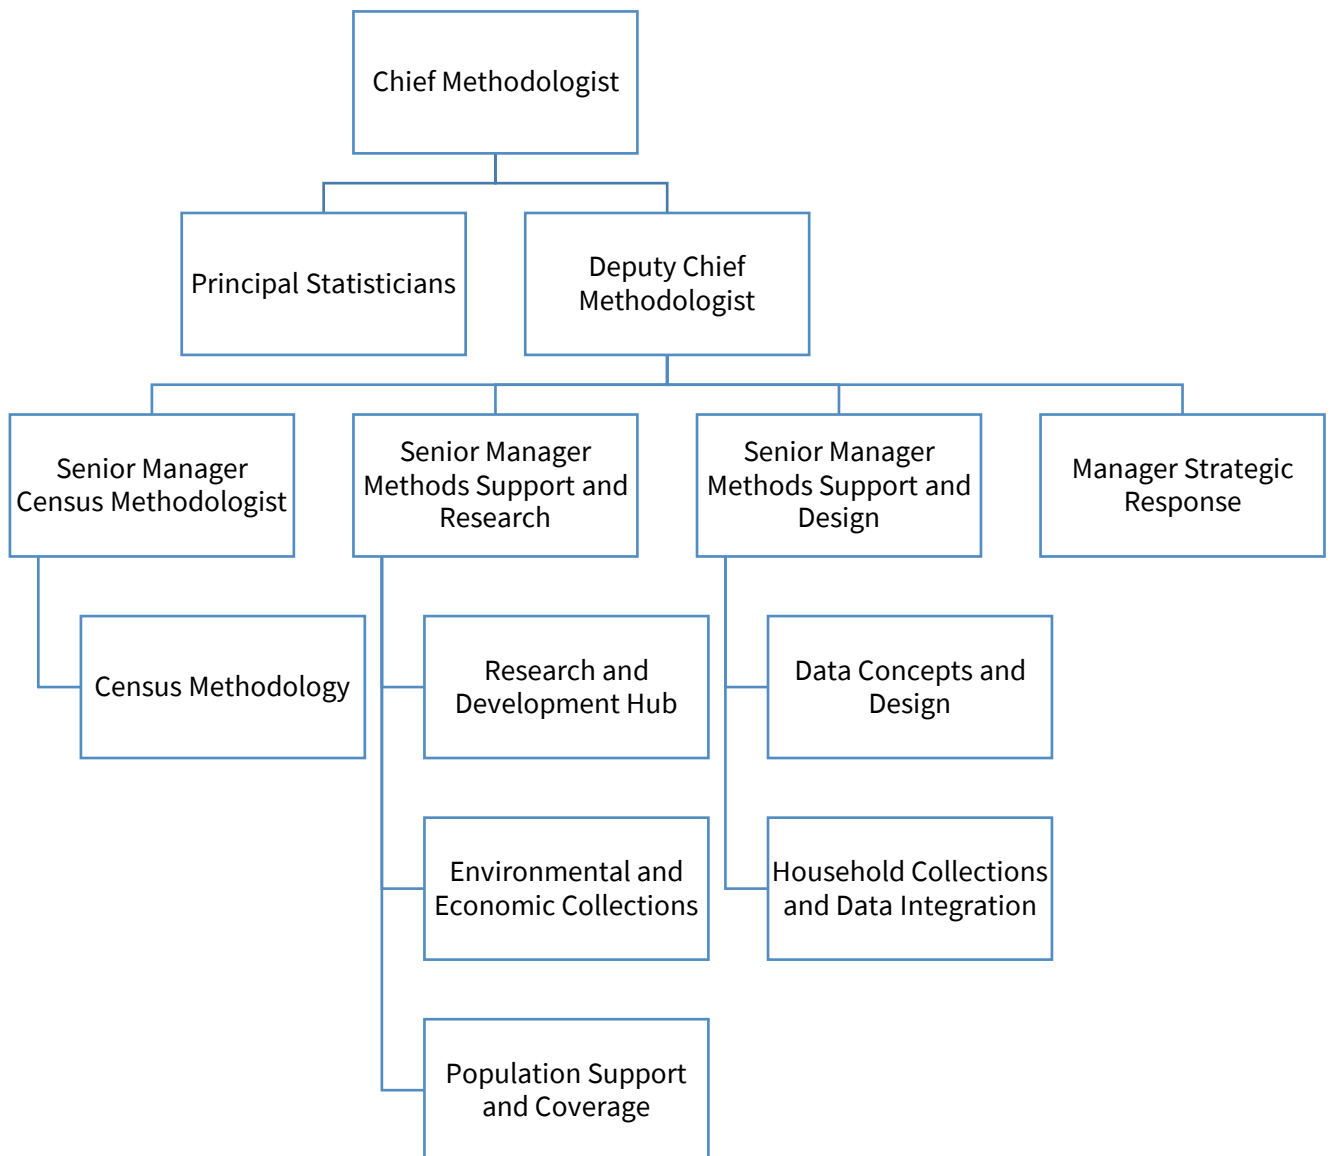 Chief Methodologist
Principal Statisticians
Deputy Chief
Methodologist
Senior Manager
Census Methodologist
Senior Manager
Methods Support and
Research
Senior Manager
Methods Support and
Design
Manager Strategic
Response
Census Methodology
Research and
Development Hub
Data Concepts and
Design
Environmental and
Economic Collections
Household Collections
and Data Integration
Population Support
and Coverage